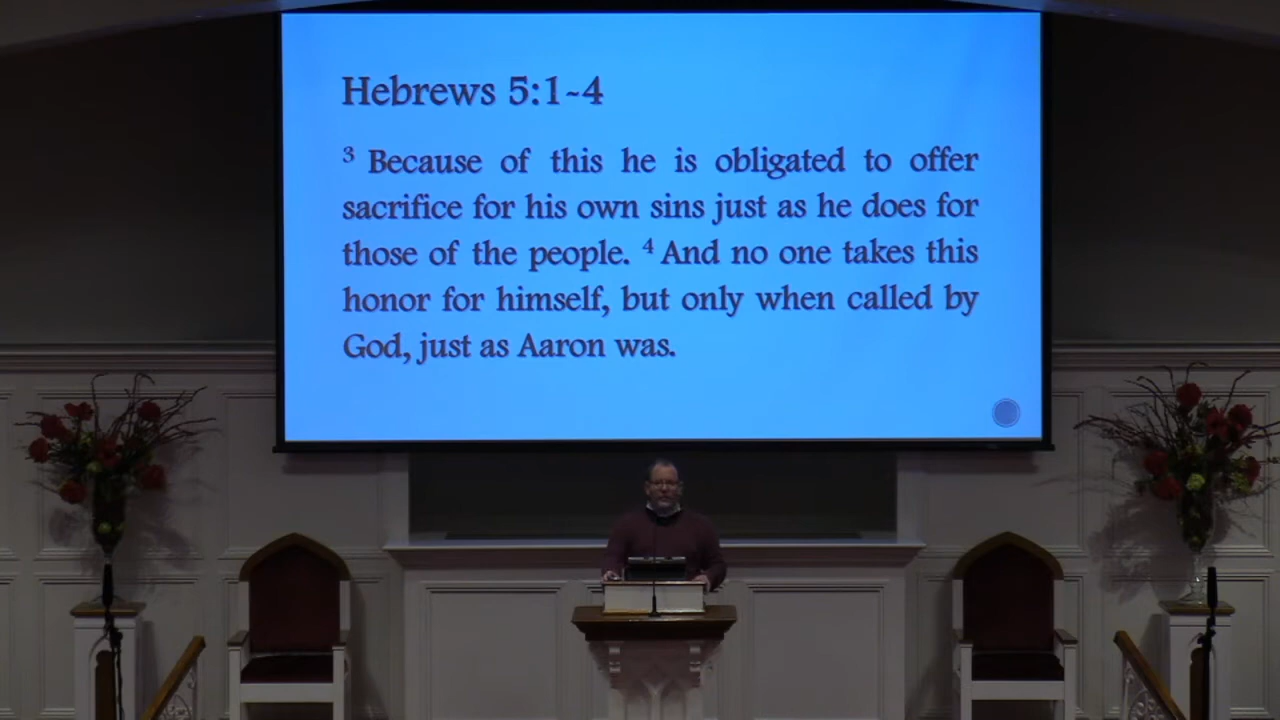 Hebrews 5:1-4
³ Because of this he is obligated to offer
sacrifice for his own sins just as he does for
those of the people. ⁴ And no one takes this
honor for himself, but only when called by
God, just as Aaron was.